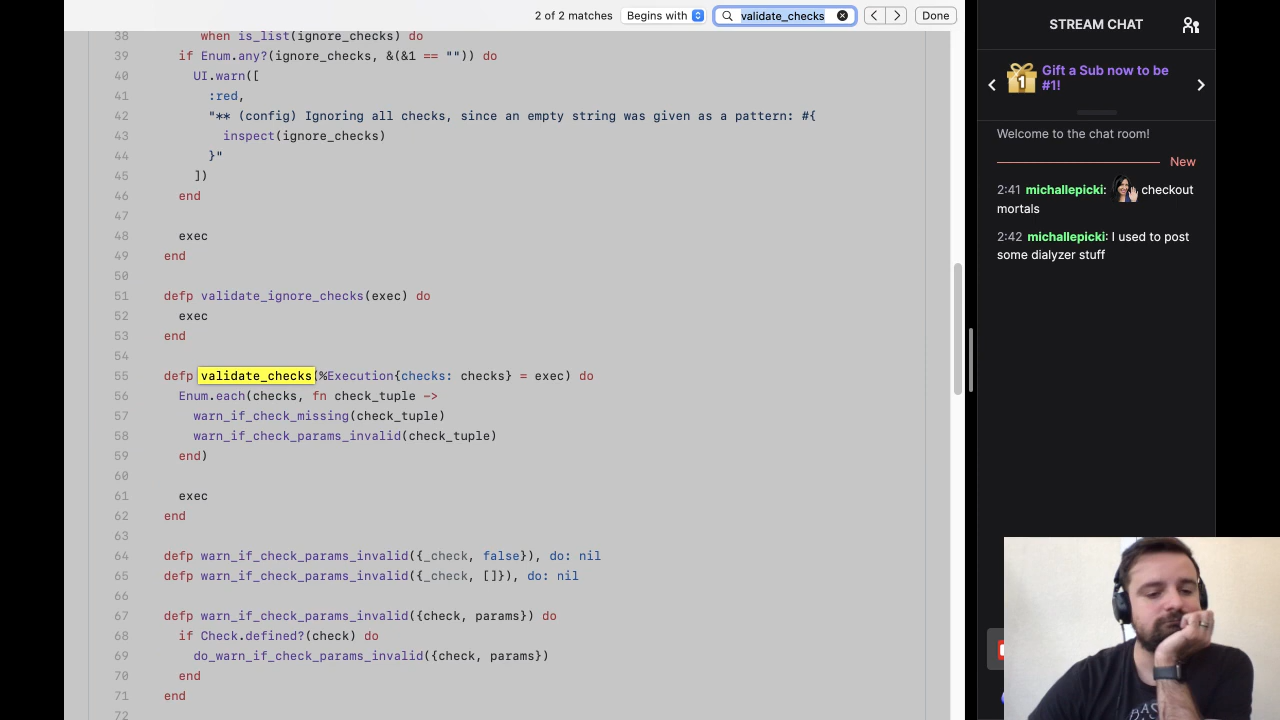 2 of 2 matches Begins with validate_checks Done
38 when is_list(ignore_checks) do
39 if Enum.any?(ignore_checks, &(&1 == "")) do
40 UI.warn([
41 :red,
42 "** (config) Ignoring all checks, since an empty string was given as a pattern: #{
43 inspect(ignore_checks)
44 }"
45 ])
46 end
47
48 exec
49 end
50
51 defp validate_ignore_checks(exec) do
52 exec
53 end
54
55 defp validate_checks(%Execution{checks: checks} = exec) do
56 Enum.each(checks, fn check_tuple ->
57 warn_if_check_missing(check_tuple)
58 warn_if_check_params_invalid(check_tuple)
59 end)
60
61 exec
62 end
63
64 defp warn_if_check_params_invalid({_check, false}), do: nil
65 defp warn_if_check_params_invalid({_check, []}), do: nil
66
67 defp warn_if_check_params_invalid({check, params}) do
68 if Check.defined?(check) do
69 do_warn_if_check_params_invalid({check, params})
70 end
71 end
72
STREAM CHAT
1
Gift a Sub now to be
#1!
Welcome to the chat room!
New
2:41 michallepicki: checkout
mortals
2:42 michallepicki: I used to post
some dialyzer stuff